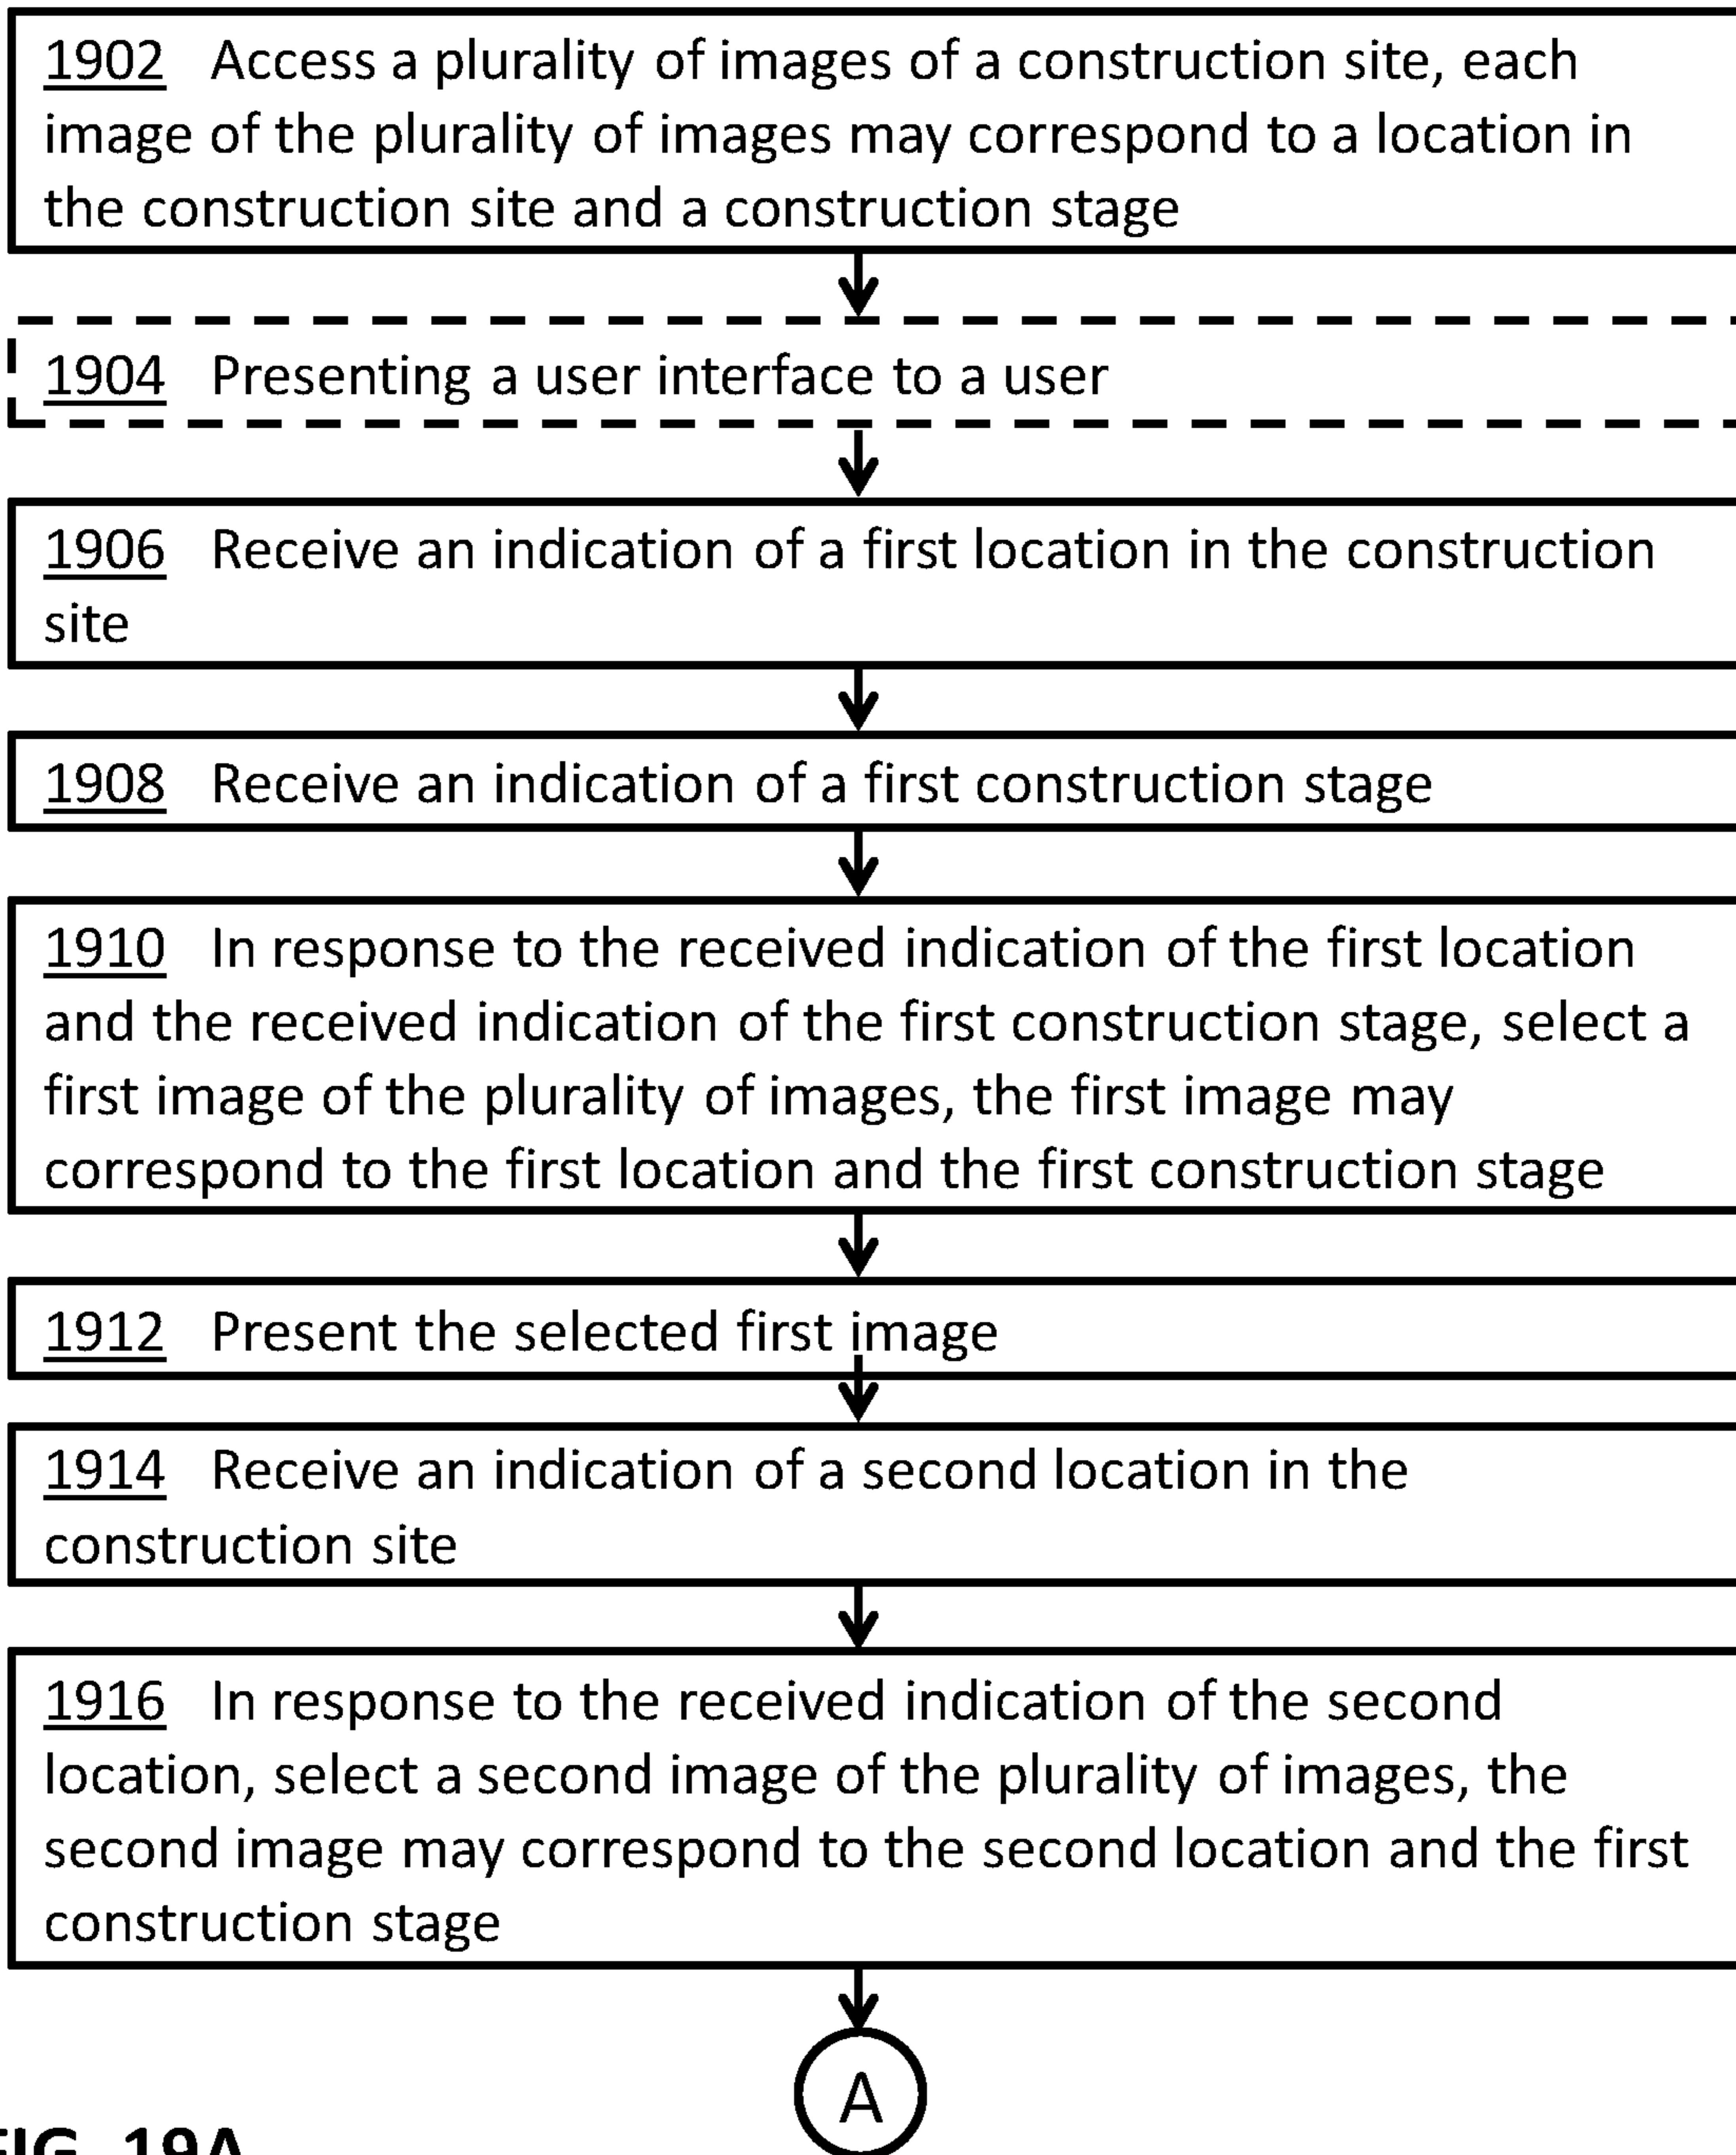 1902 Access a plurality of images of a construction site, each
image of the plurality of images may correspond to a location in
the construction site and a construction stage
1904 Presenting a user interface to a user
1906 Receive an indication of a first location in the construction
site
1908 Receive an indication of a first construction stage
1910 In response to the received indication of the first location
and the received indication of the first construction stage, select a
first image of the plurality of images, the first image may
correspond to the first location and the first construction stage
1912 Present the selected first image
1914 Receive an indication of a second location in the
construction site
1916 In response to the received indication of the second
location, select a second image of the plurality of images, the
second image may correspond to the second location and the first
construction stage
A
FIG. 19A